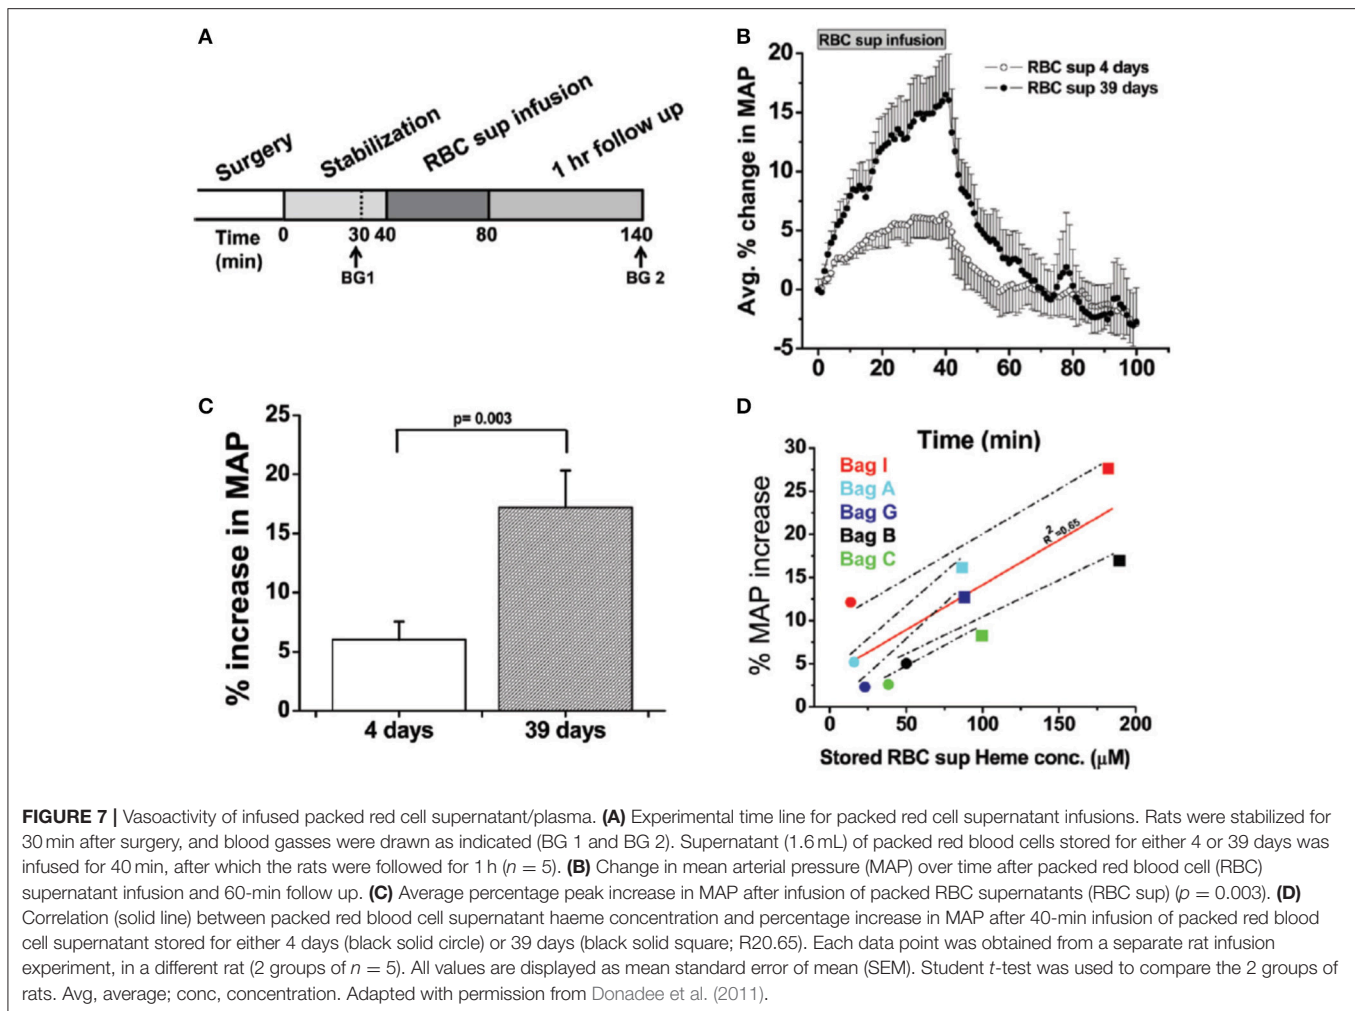 A
Surgery
Stabilization
RBC sup infusion
1 hr follow up
Time
(min)
0
30
40
80
140
BG1
BG 2
B
RBC sup infusion
RBC sup 4 days
RBC sup 39 days
Avg. % change in MAP
20
15
10
5
0
-5
0
20
40
60
80
100
Time (min)
C
% increase in MAP
25
20
15
10
5
0
p= 0.003
4 days
39 days
D
% MAP increase
30
25
20
15
10
5
0
Bag I
Bag A
Bag G
Bag B
Bag C
R²=0.65
0
50
100
150
200
Stored RBC sup Heme conc. (µM)
FIGURE 7 | Vasoactivity of infused packed red cell supernatant/plasma. (A) Experimental time line for packed red cell supernatant infusions. Rats were stabilized for
30 min after surgery, and blood gasses were drawn as indicated (BG 1 and BG 2). Supernatant (1.6 mL) of packed red blood cells stored for either 4 or 39 days was
infused for 40 min, after which the rats were followed for 1 h (n = 5). (B) Change in mean arterial pressure (MAP) over time after packed red blood cell (RBC)
supernatant infusion and 60-min follow up. (C) Average percentage peak increase in MAP after infusion of packed RBC supernatants (RBC sup) (p = 0.003). (D)
Correlation (solid line) between packed red blood cell supernatant haeme concentration and percentage increase in MAP after 40-min infusion of packed red blood
cell supernatant stored for either 4 days (black solid circle) or 39 days (black solid square; R20.65). Each data point was obtained from a separate rat infusion
experiment, in a different rat (2 groups of n = 5). All values are displayed as mean standard error of mean (SEM). Student t-test was used to compare the 2 groups of
rats. Avg, average; conc, concentration. Adapted with permission from Donadee et al. (2011).